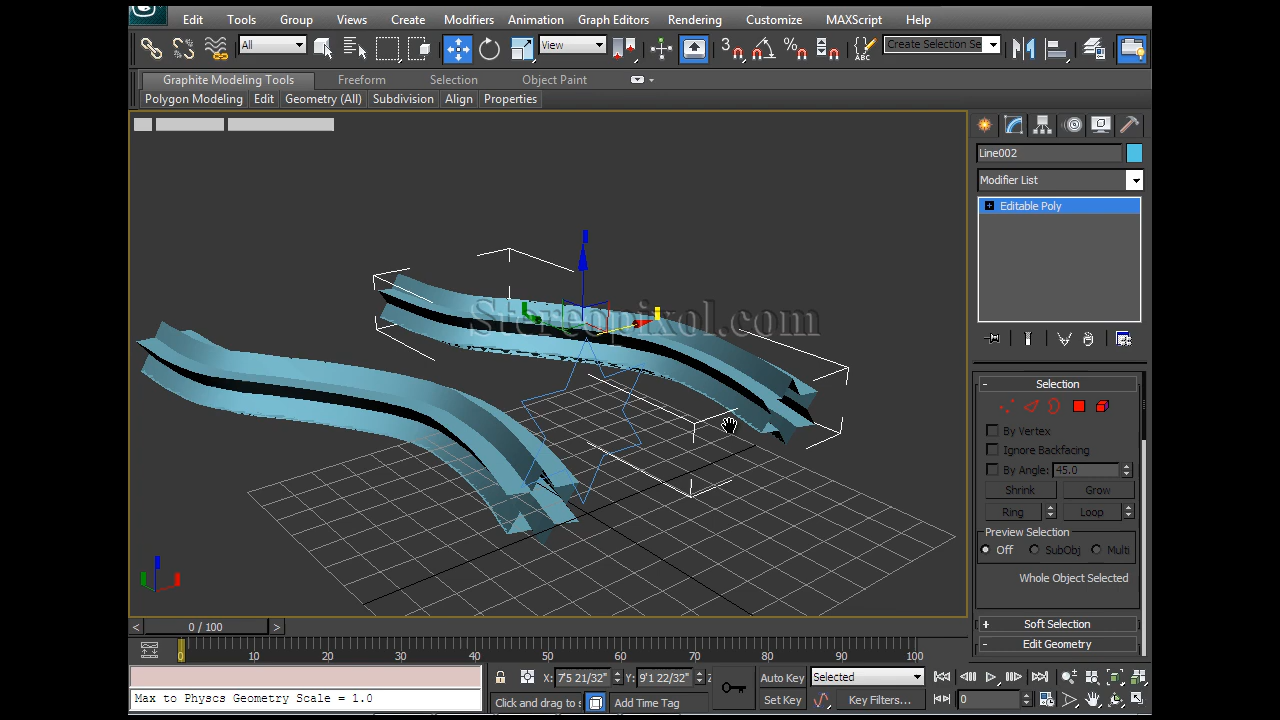 Edit Tools Group Views Create Modifiers Animation Graph Editors Rendering Customize MAXScript Help
All View 3 % ABC Create Selection Se
Graphite Modeling Tools Freeform Selection Object Paint
Polygon Modeling Edit Geometry (All) Subdivision Align Properties
Line002
Modifier List
Editable Poly
Stereopixol.com
- Selection
By Vertex
Ignore Backfacing
By Angle: 45.0
Shrink Grow
Ring Loop
Preview Selection
Off SubObj Multi
Whole Object Selected
+ Soft Selection
- Edit Geometry
< 0 / 100 >
0 10 20 30 40 50 60 70 80 90 100
X: 7'5 21/32" Y: 9'1 22/32" Auto Key Selected
Max to Physcs Geometry Scale = 1.0
Click and drag to s Add Time Tag Set Key Key Filters... 0